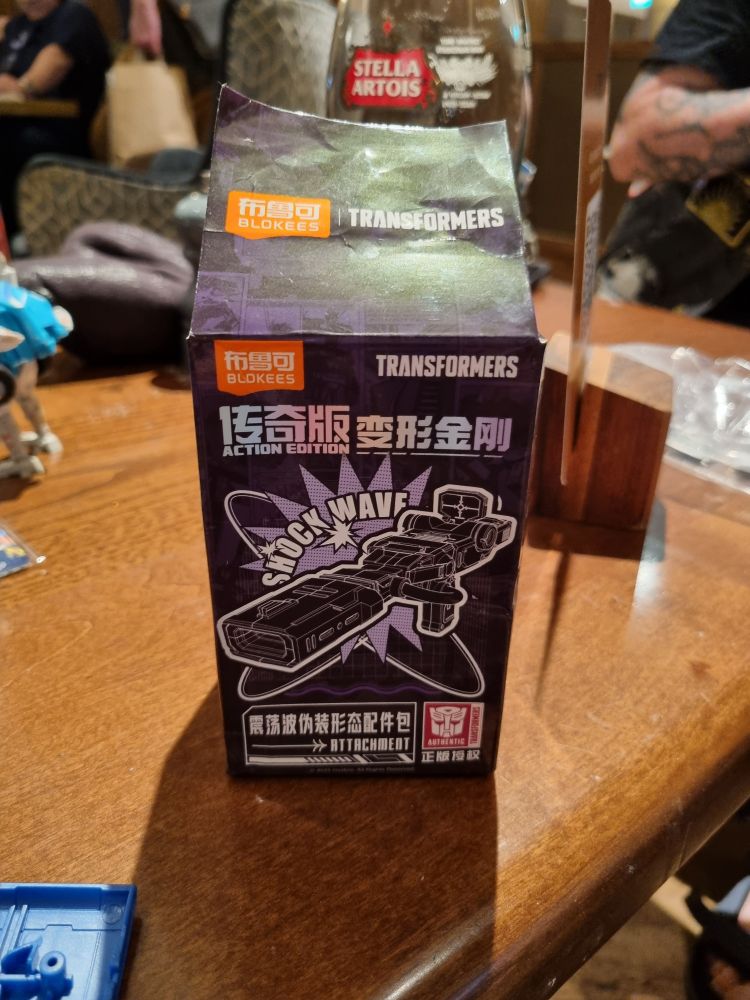 STELLA
ARTOIS
布鲁可
BLOKEES
TRANSFORMERS
布鲁可
BLOKEES
TRANSFORMERS
传奇版 变形金刚
ACTION EDITION
SHOCK WAVE
震荡波伪装形态配件包
ATTACHMENT
AUTHENTIC
正版授权